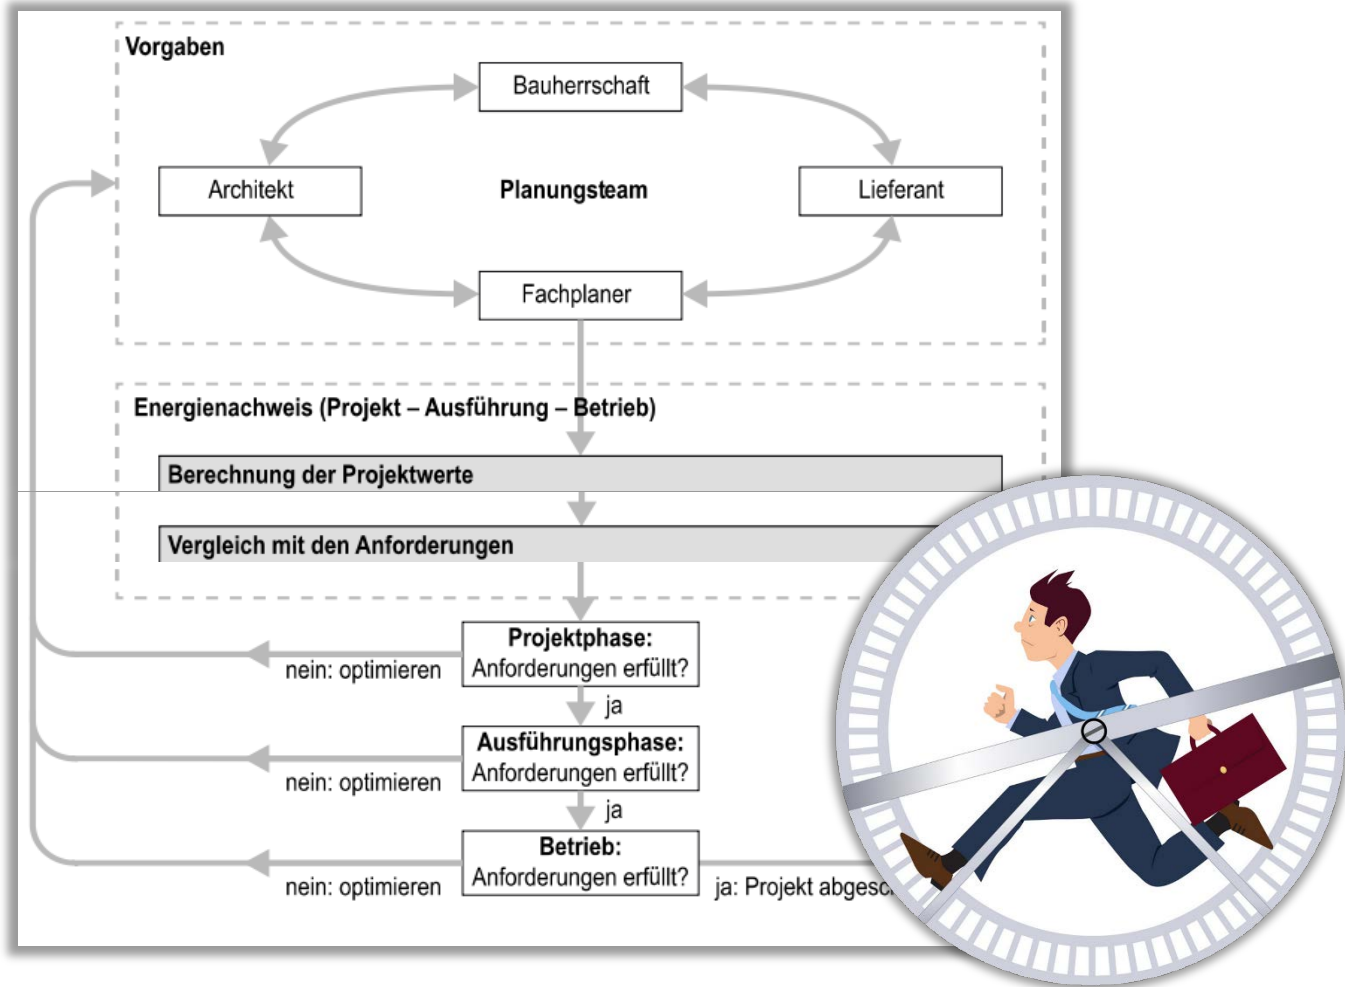 Vorgaben
Bauherrschaft
Architekt
Planungsteam
Lieferant
Fachplaner
Energienachweis (Projekt – Ausführung – Betrieb)
Berechnung der Projektwerte
Vergleich mit den Anforderungen
Projektphase:
Anforderungen erfüllt?
nein: optimieren
ja
Ausführungsphase:
Anforderungen erfüllt?
nein: optimieren
ja
Betrieb:
Anforderungen erfüllt?
nein: optimieren
ja: Projekt